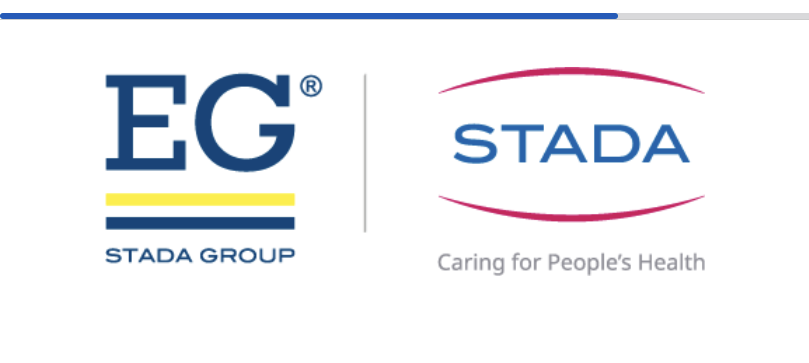 EG®
STADA GROUP
STADA
Caring for People's Health